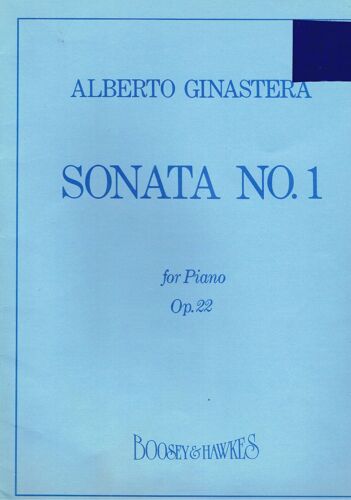 ALBERTO GINASTERA
SONATA NO. 1
for Piano
Op. 22
BOOSEY & HAWKES